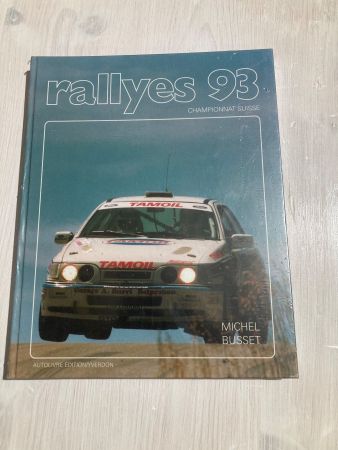 rallyes 93
CHAMPIONNAT SUISSE
TAMOIL
TAMOIL
MICHEL
BUSSET
AUTOLIVRE EDITION/YVERDON